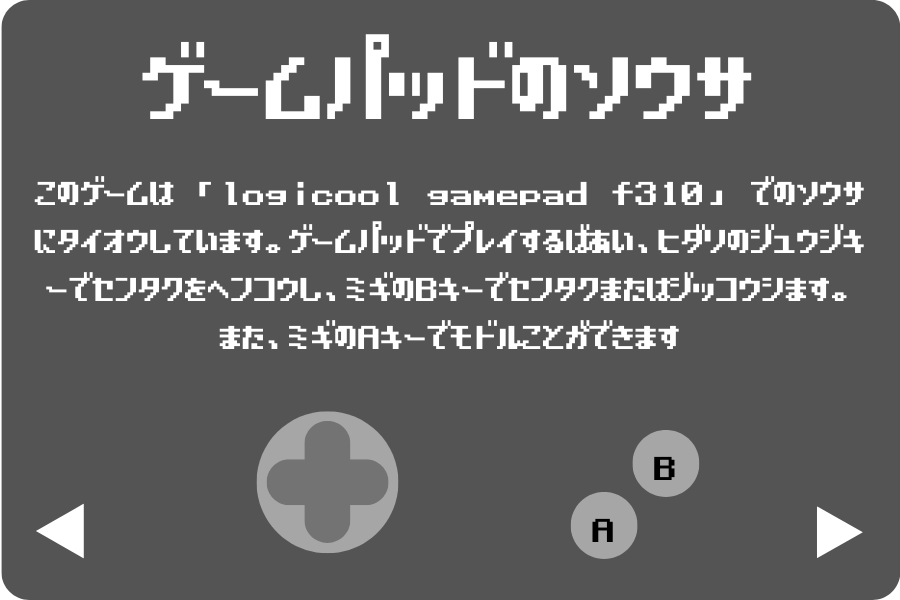 ゲームパッドのソウサ
このゲームは 「logicool gamepad f310」 でのソウサ
にタイオウしています。ゲームパッドでプレイするばあい、ヒダリのジュウジキ
ーでセンタクをヘンコウし、ミギのBキーでセンタクまたはジッコウシます。
また、ミギのAキーでモドルことができます
B
A